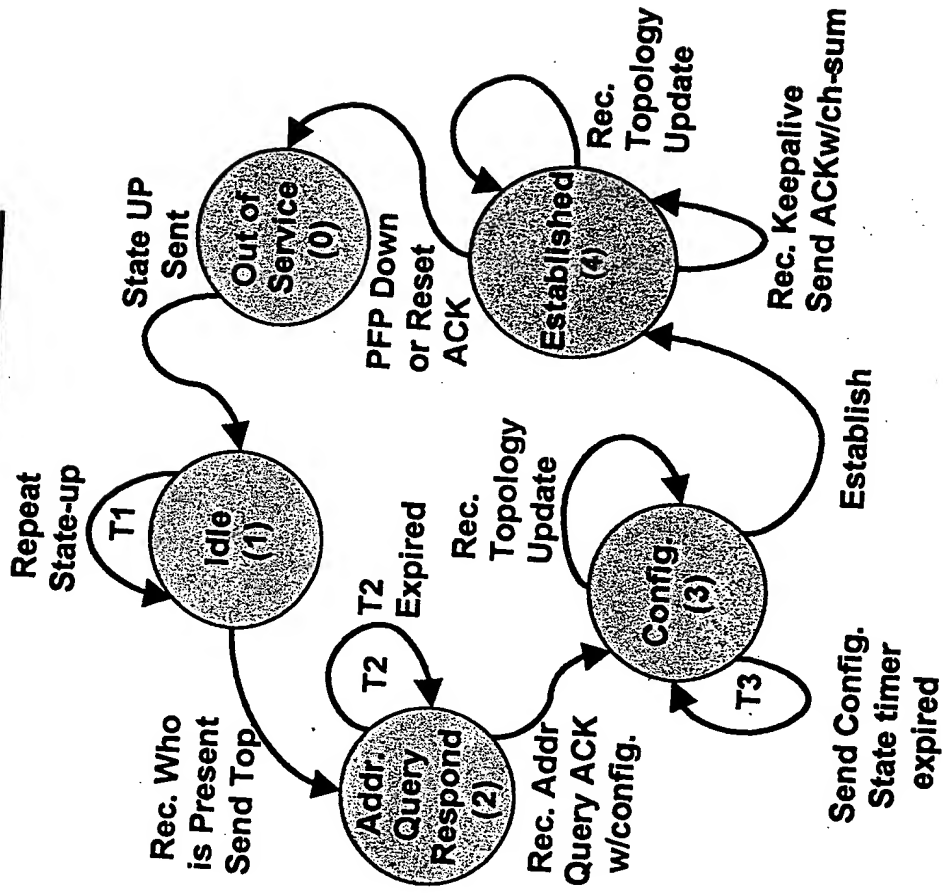 State UP
Sent
Out of
Service
(0)
Repeat
State-up
T1
Idle
(1)
PFP Down
or Reset
ACK
Rec.
Topology
Update
Established
(4)
Rec. Keepalive
Send ACKw/ch-sum
Rec. Who
is Present
Send Top
T2
T2
Expired
Addr.
Query
Respond
(2)
Rec. Addr
Query ACK
w/config.
Rec.
Topology
Update
Config.
(3)
T3
Send Config.
State timer
expired
Establish